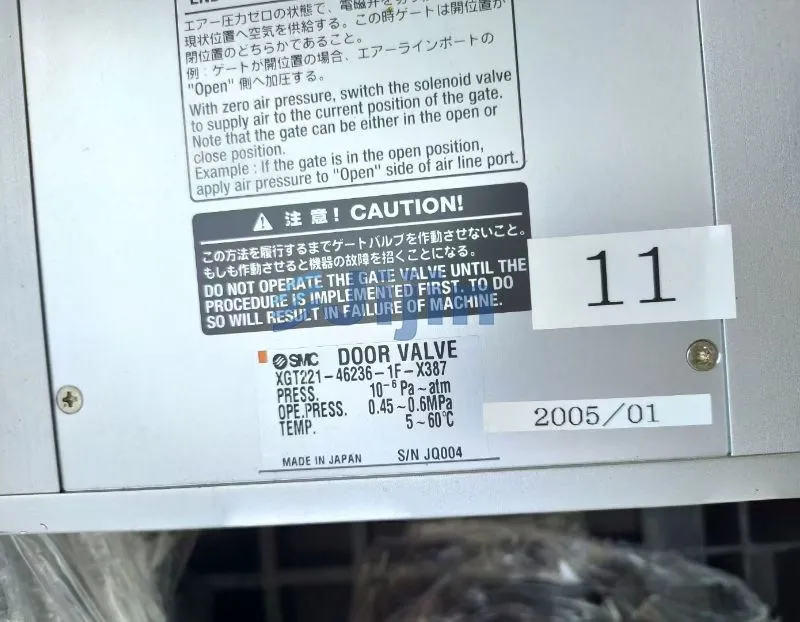 エアー圧力ゼロの状態で、電磁弁を
現状位置へ空気を供給する。この時ゲートは開位置か
閉位置のどちらかであること。
例：ゲートが開位置の場合、エアーラインポートの
"Open" 側へ加圧する。
With zero air pressure, switch the solenoid valve
to supply air to the current position of the gate.
Note that the gate can be either in the open or
close position.
Example : If the gate is in the open position,
apply air pressure to "Open" side of air line port.
注 意！ CAUTION!
この方法を履行するまでゲートバルブを作動させないこと。
もしも作動させると機器の故障を招くことになる。
DO NOT OPERATE THE GATE VALVE UNTIL THE
PROCEDURE IS IMPLEMENTED FIRST. TO DO
SO WILL RESULT IN FAILURE OF MACHINE.
11
SMC DOOR VALVE
XGT221-46236-1F-X387
PRESS. 10⁻⁶ Pa~atm
OPE.PRESS. 0.45~0.6MPa
TEMP. 5~60℃
MADE IN JAPAN S/N JQ004
2005/01